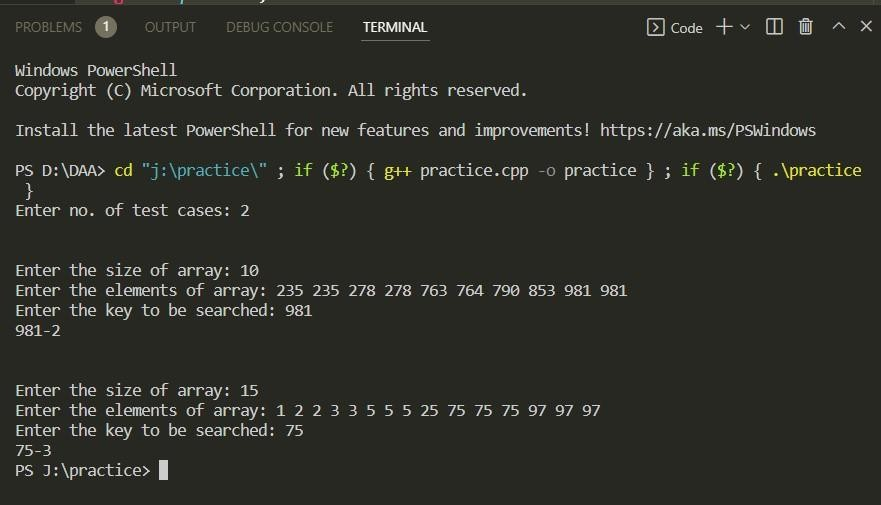 PROBLEMS 1 OUTPUT DEBUG CONSOLE TERMINAL Code
Windows PowerShell
Copyright (C) Microsoft Corporation. All rights reserved.
Install the latest PowerShell for new features and improvements! https://aka.ms/PSWindows
PS D:\DAA> cd "j:\practice\" ; if ($?) { g++ practice.cpp -o practice } ; if ($?) { .\practice
}
Enter no. of test cases: 2
Enter the size of array: 10
Enter the elements of array: 235 235 278 278 763 764 790 853 981 981
Enter the key to be searched: 981
981-2
Enter the size of array: 15
Enter the elements of array: 1 2 2 3 3 5 5 5 25 75 75 75 97 97 97
Enter the key to be searched: 75
75-3
PS J:\practice>